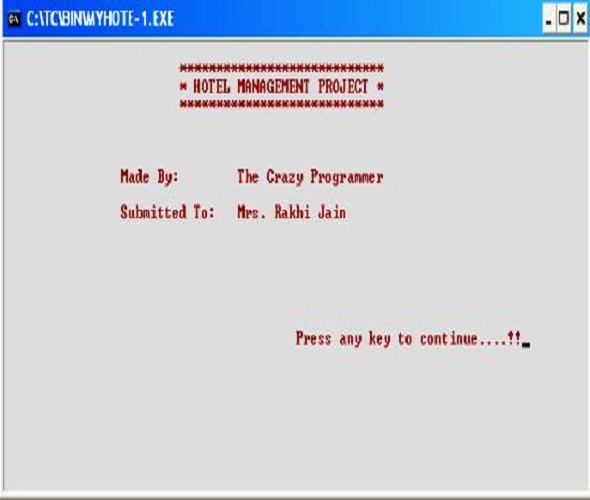 C:\TC\BIN\MYHOTE~1.EXE
***************************
* HOTEL MANAGEMENT PROJECT *
***************************
Made By: The Crazy Programmer
Submitted To: Mrs. Rakhi Jain
Press any key to continue....!!_